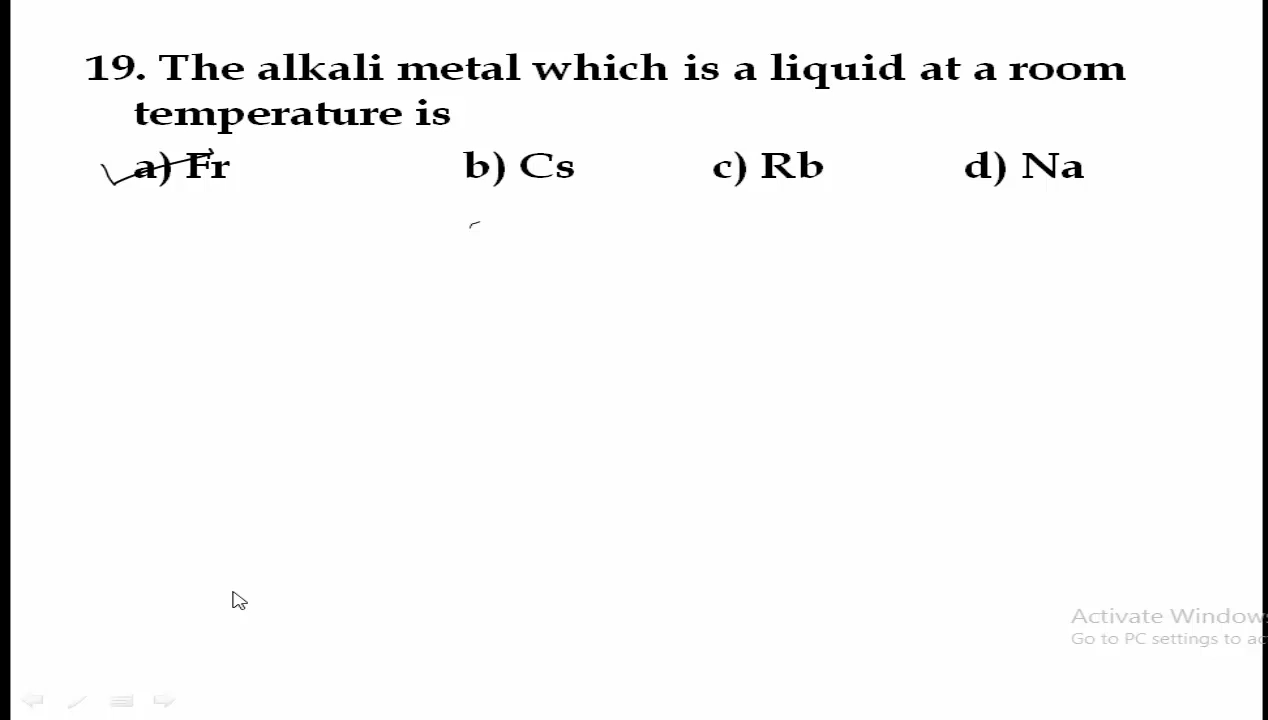 19. The alkali metal which is a liquid at a room
temperature is
a) Fr b) Cs c) Rb d) Na
Activate Windows
Go to PC settings to ac